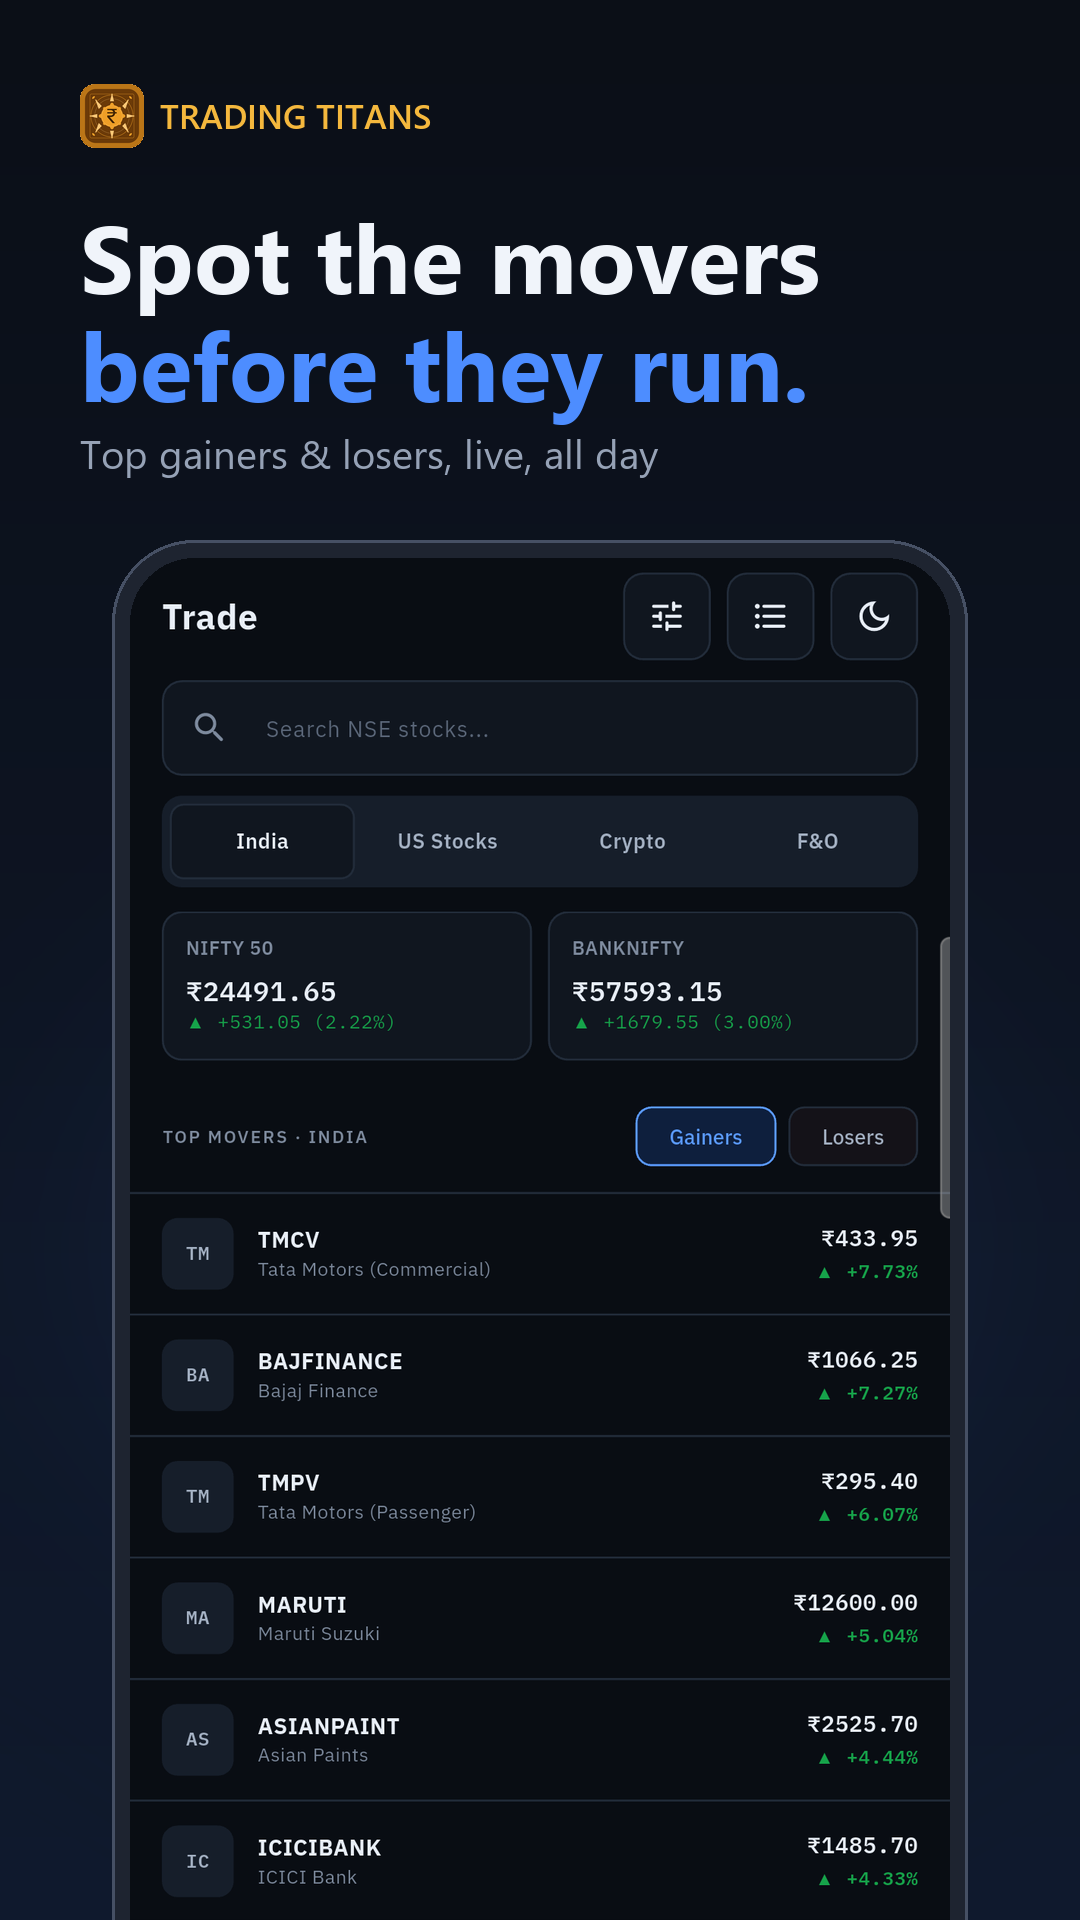 TRADING TITANS
Spot the movers
before they run.
Top gainers & losers, live, all day
Trade
Search NSE stocks...
India US Stocks Crypto F&O
NIFTY 50 BANKNIFTY
₹24491.65 ₹57593.15
▲ +531.05 (2.22%) ▲ +1679.55 (3.00%)
TOP MOVERS · INDIA Gainers Losers
TM TMCV ₹433.95
Tata Motors (Commercial) ▲ +7.73%
BA BAJFINANCE ₹1066.25
Bajaj Finance ▲ +7.27%
TM TMPV ₹295.40
Tata Motors (Passenger) ▲ +6.07%
MA MARUTI ₹12600.00
Maruti Suzuki ▲ +5.04%
AS ASIANPAINT ₹2525.70
Asian Paints ▲ +4.44%
IC ICICIBANK ₹1485.70
ICICI Bank ▲ +4.33%